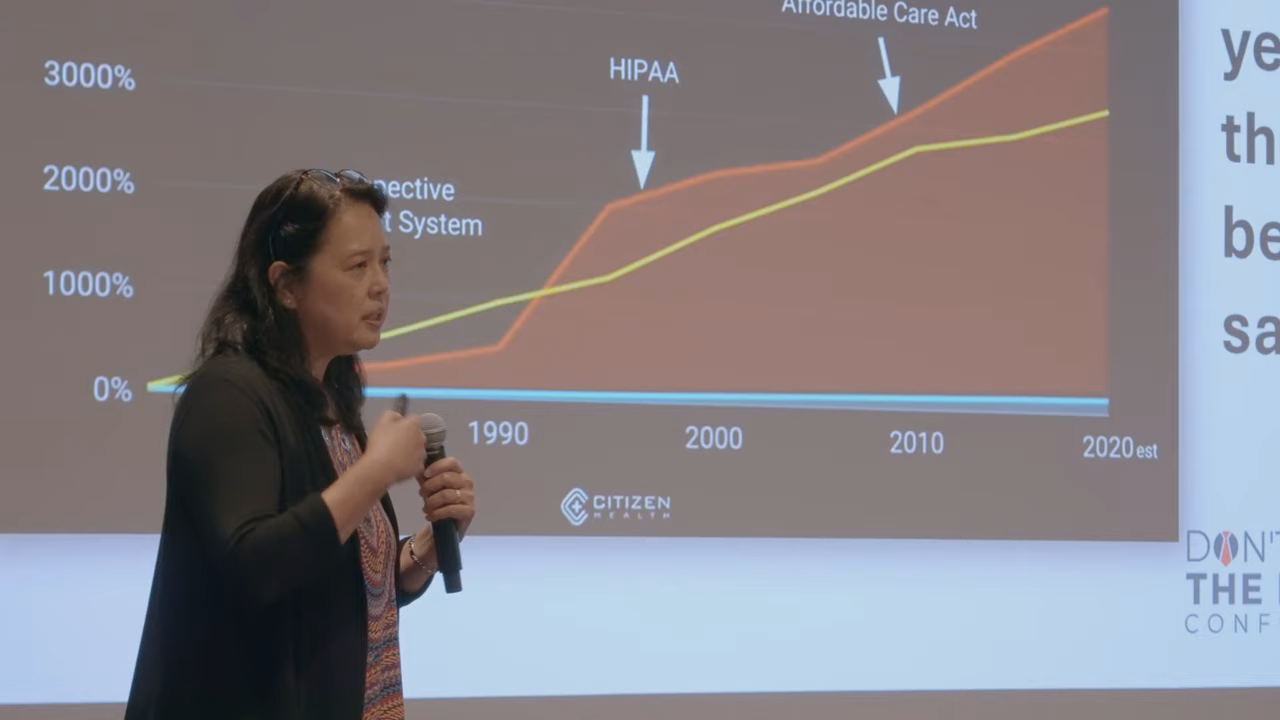 Affordable Care Act
3000%
HIPAA
2000%
pective
t System
1000%
0%
1990
2000
2010
2020est
CITIZEN
HEALTH
ye
th
be
sa
DON'T
THE
CONF